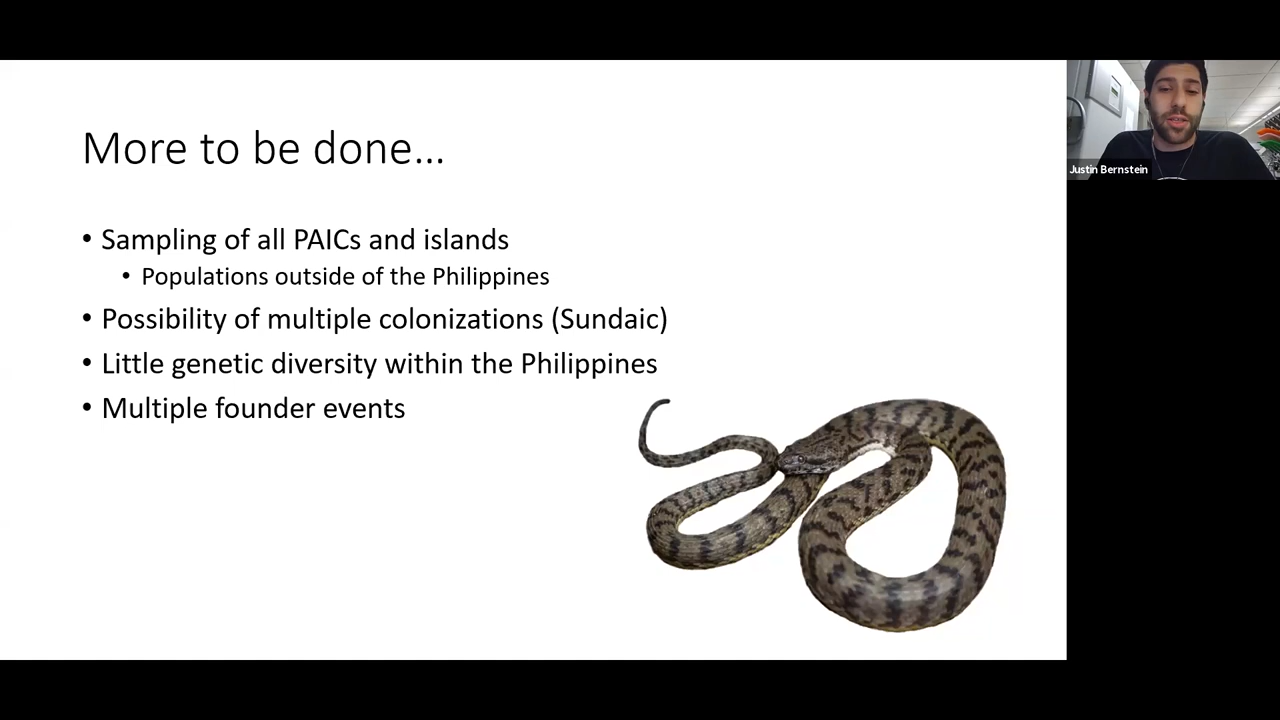 More to be done...
• Sampling of all PAICs and islands
• Populations outside of the Philippines
• Possibility of multiple colonizations (Sundaic)
• Little genetic diversity within the Philippines
• Multiple founder events
Justin Bernstein